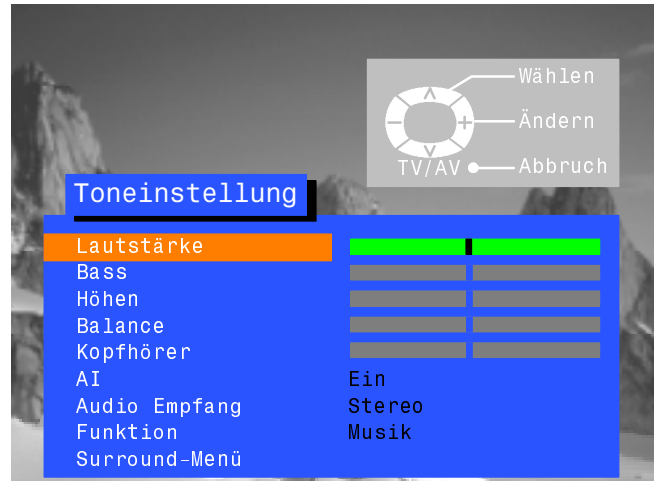 Wählen
Ändern
TV/AV Abbruch
Toneinstellung
Lautstärke
Bass
Höhen
Balance
Kopfhörer
AI Ein
Audio Empfang Stereo
Funktion Musik
Surround-Menü